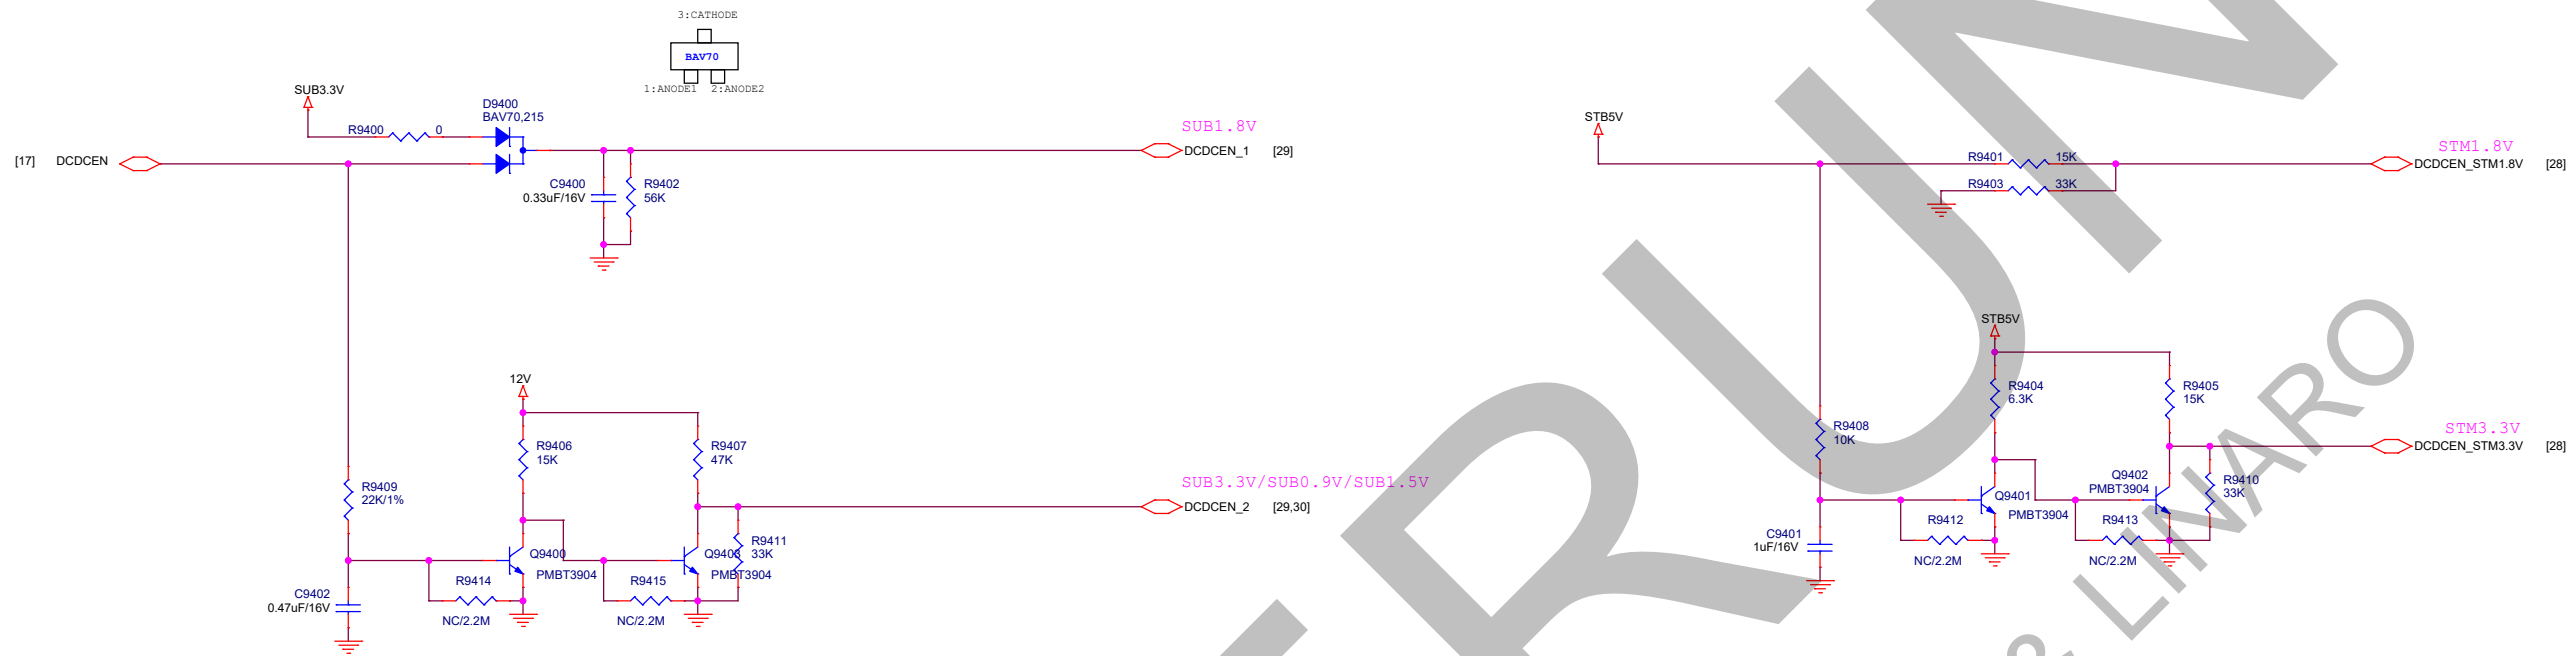 3:CATHODE
BAV70
1:ANODE1 2:ANODE2
SUB3.3V
R9400 0
D9400
BAV70,215
[17] DCDCEN
SUB1.8V
DCDCEN_1 [29]
C9400
0.33uF/16V
R9402
56K
12V
R9406
15K
R9407
47K
SUB3.3V/SUB0.9V/SUB1.5V
DCDCEN_2 [29,30]
R9409
22K/1%
Q9400
PMBT3904
Q9403
PMBT3904
R9411
33K
R9414
NC/2.2M
R9415
NC/2.2M
C9402
0.47uF/16V
STB5V
R9401 15K
R9403 33K
STM1.8V
DCDCEN_STM1.8V [28]
STB5V
R9404
6.3K
R9405
15K
R9408
10K
STM3.3V
DCDCEN_STM3.3V [28]
Q9401
PMBT3904
Q9402
PMBT3904
R9410
33K
R9412
NC/2.2M
R9413
NC/2.2M
C9401
1uF/16V
RUN
& LINARO